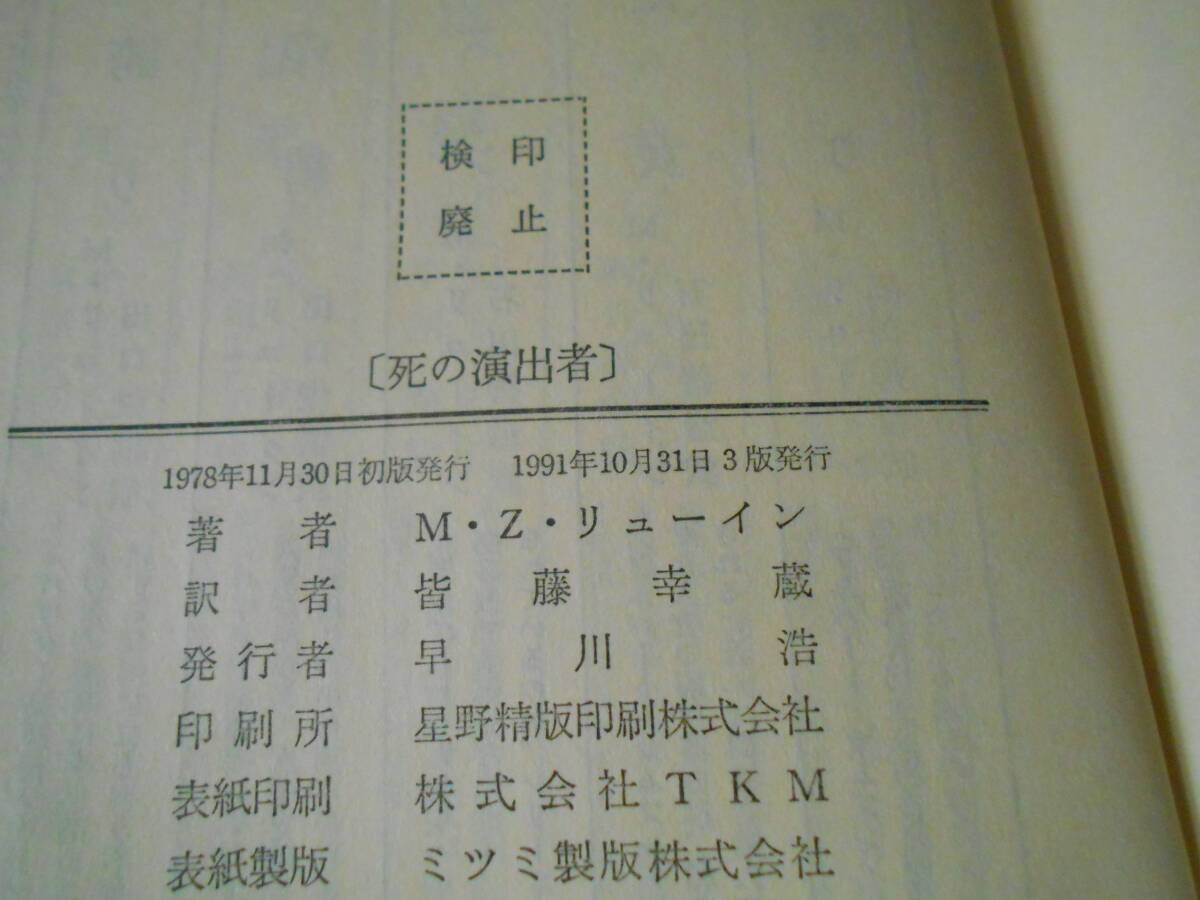 検印
廃止
〔死の演出者〕
1978年11月30日初版発行 1991年10月31日3版発行
著者 M・Z・リューイン
訳者 皆藤幸蔵
発行者 早川浩
印刷所 星野精版印刷株式会社
表紙印刷 株式会社TKM
表紙製版 ミツミ製版株式会社